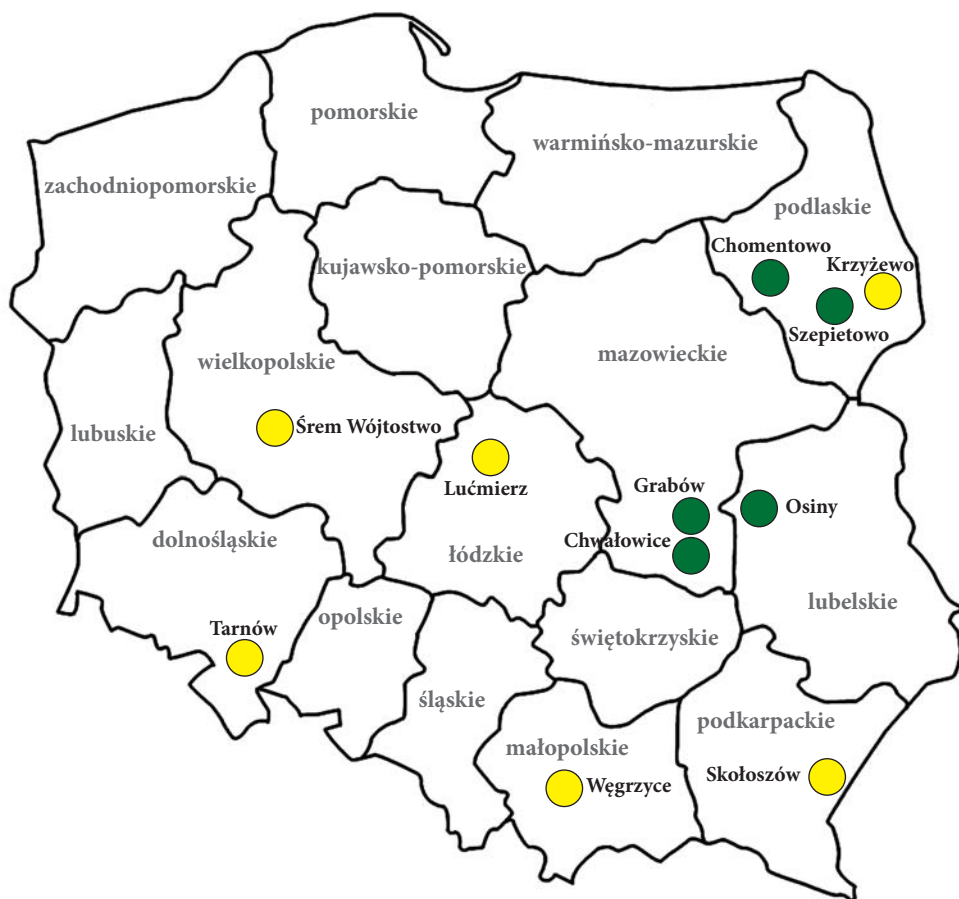 pomorskie
warmińsko-mazurskie
zachodniopomorskie
podlaskie
Chomentowo
Krzyżewo
kujawsko-pomorskie
Szepietowo
mazowieckie
wielkopolskie
Śrem Wójtostwo
lubuskie
Lućmierz
Grabów
Osiny
dolnośląskie
Chwałowice
łódzkie
lubelskie
opolskie
Tarnów
świętokrzyskie
śląskie
podkarpackie
małopolskie
Skołoszów
Węgrzyce